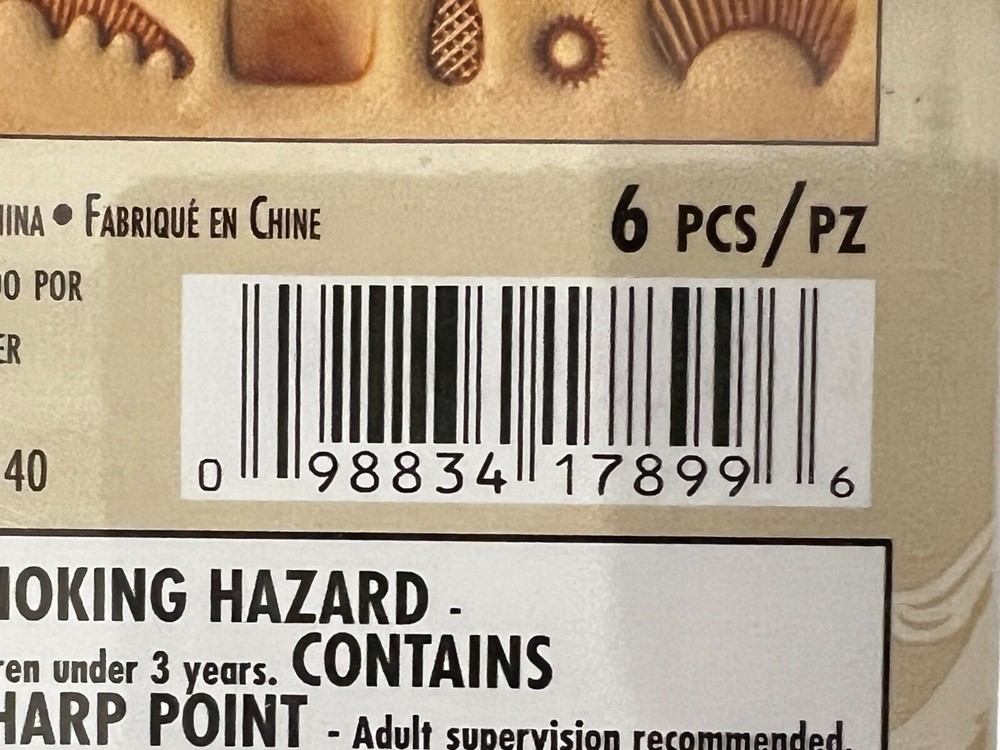 • FABRIQUÉ EN CHINE
6 PCS/PZ
POR
40
0 98834 17899 6
HAZARD -
under 3 years. CONTAINS
POINT - Adult supervision recommended.